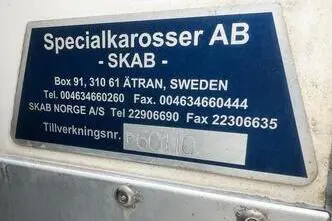 Specialkarosser AB
- SKAB -
Box 91, 310 61 ÄTRAN, SWEDEN
Tel. 004634660260 Fax. 004634660444
SKAB NORGE A/S Tel 22906690 Fax 22306635
Tillverkningsnr.